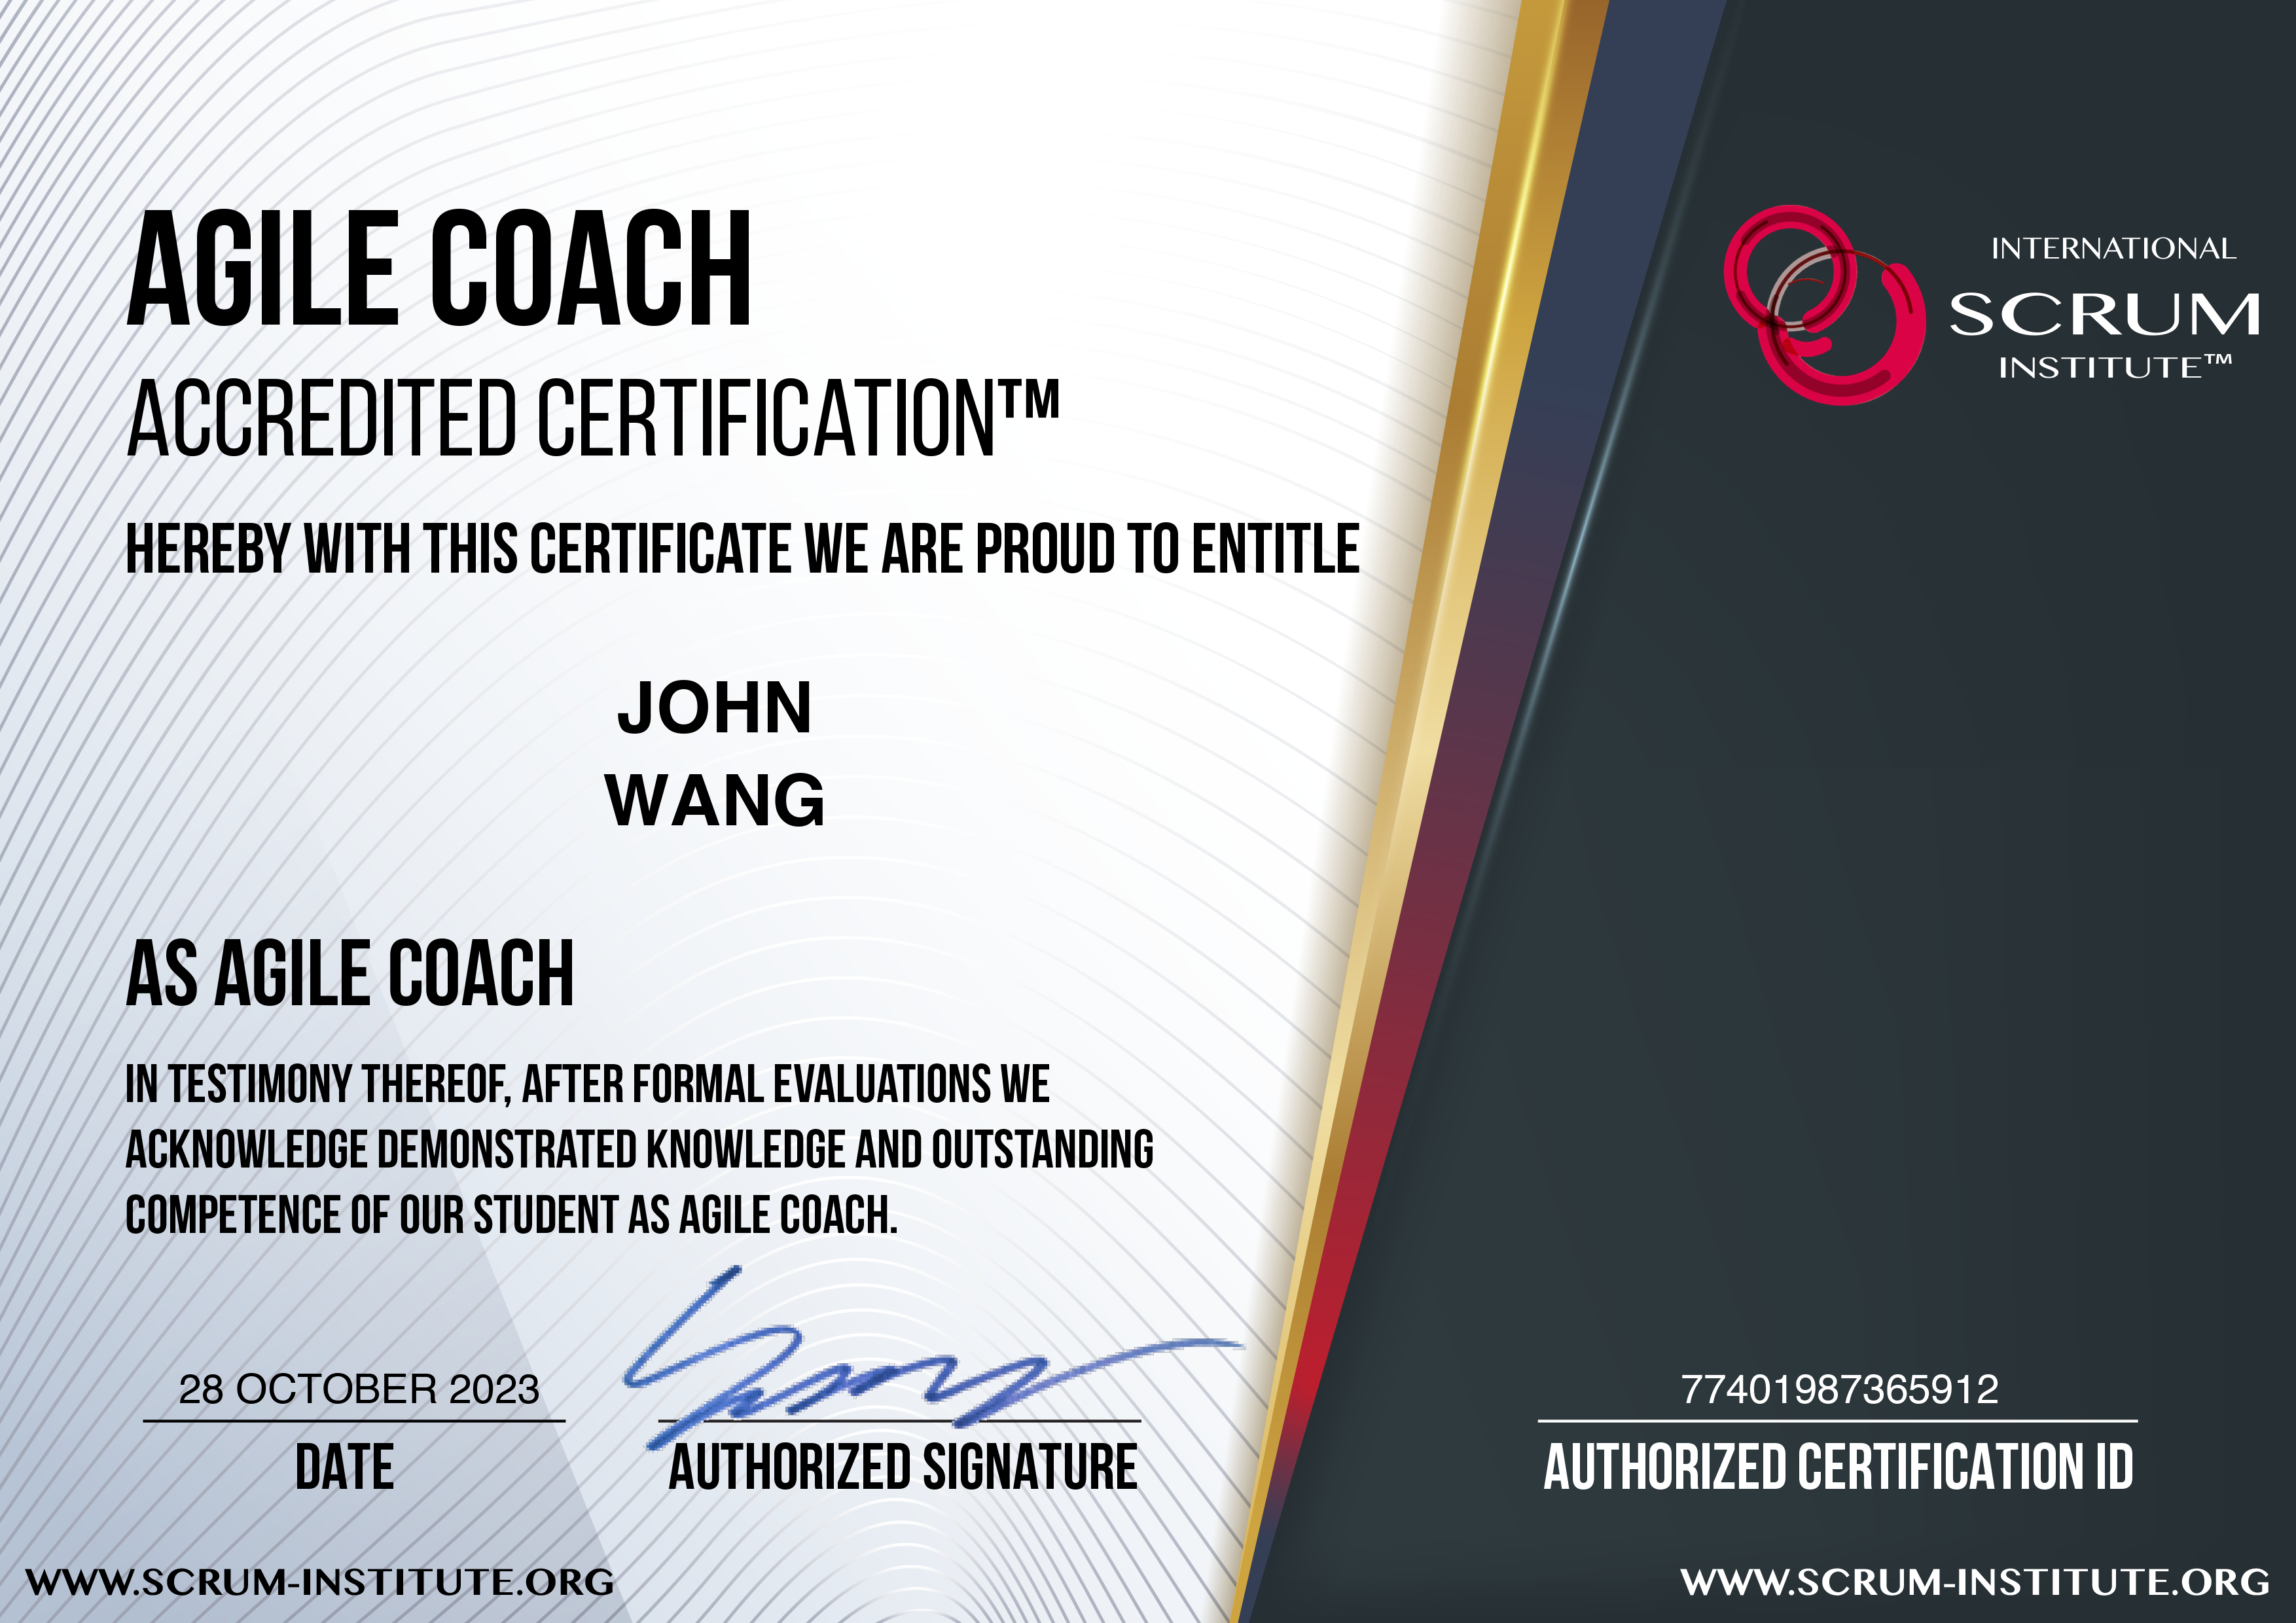 AGILE COACH
ACCREDITED CERTIFICATION™
HEREBY WITH THIS CERTIFICATE WE ARE PROUD TO ENTITLE
JOHN
WANG
AS AGILE COACH
IN TESTIMONY THEREOF, AFTER FORMAL EVALUATIONS WE
ACKNOWLEDGE DEMONSTRATED KNOWLEDGE AND OUTSTANDING
COMPETENCE OF OUR STUDENT AS AGILE COACH.
28 OCTOBER 2023
DATE
AUTHORIZED SIGNATURE
WWW.SCRUM-INSTITUTE.ORG
INTERNATIONAL
SCRUM
INSTITUTE™
77401987365912
AUTHORIZED CERTIFICATION ID
WWW.SCRUM-INSTITUTE.ORG